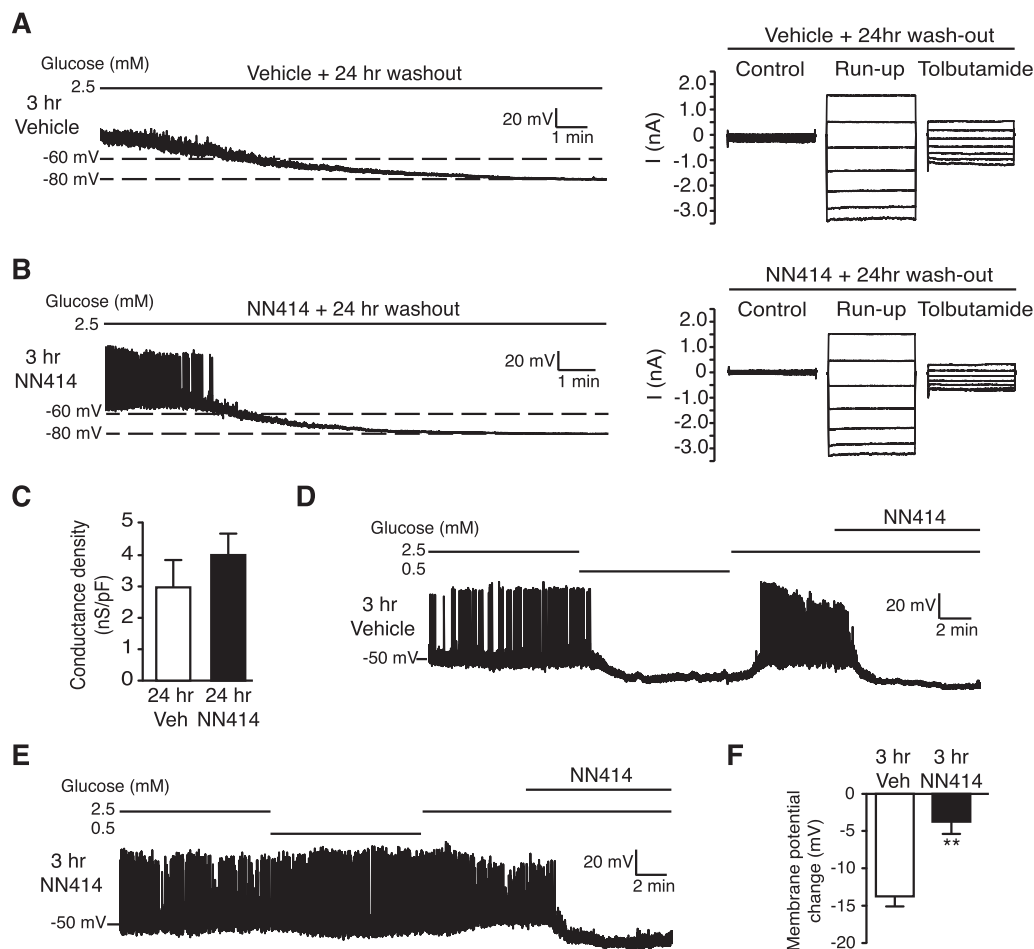 A
Glucose (mM)
2.5
Vehicle + 24 hr washout
3 hr
Vehicle
20 mV
1 min
-60 mV
-80 mV
Vehicle + 24hr wash-out
Control
Run-up
Tolbutamide
I (nA)
2.0
1.0
0
-1.0
-2.0
-3.0
B
Glucose (mM)
2.5
NN414 + 24 hr washout
3 hr
NN414
20 mV
1 min
-60 mV
-80 mV
NN414 + 24hr wash-out
Control
Run-up
Tolbutamide
I (nA)
2.0
1.0
0
-1.0
-2.0
-3.0
C
Conductance density
(nS/pF)
5
4
3
2
1
0
24 hr
Veh
24 hr
NN414
D
NN414
Glucose (mM)
2.5
0.5
3 hr
Vehicle
20 mV
2 min
-50 mV
E
NN414
Glucose (mM)
2.5
0.5
3 hr
NN414
20 mV
2 min
-50 mV
F
3 hr
Veh
3 hr
NN414
Membrane potential
change (mV)
0
-5
-10
-15
-20
**